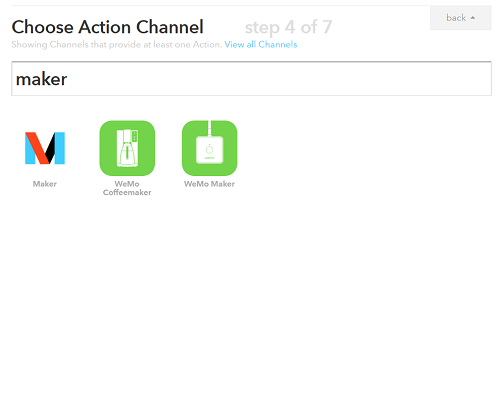 back
Choose Action Channel step 4 of 7
Showing Channels that provide at least one Action. View all Channels
maker
Maker
WeMo
Coffeemaker
WeMo Maker